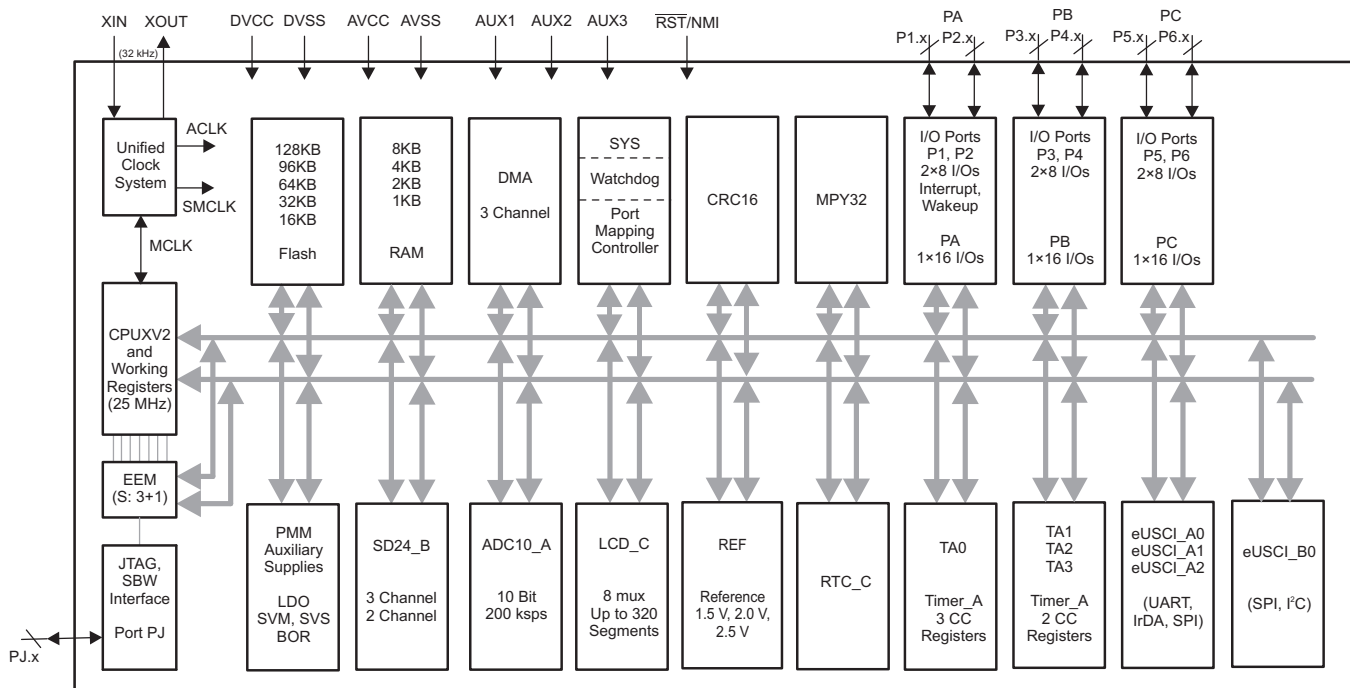 XIN
XOUT
(32 kHz)
DVCC
DVSS
AVCC
AVSS
AUX1
AUX2
AUX3
RST/NMI
PA
P1.x
P2.x
PB
P3.x
P4.x
PC
P5.x
P6.x
Unified
Clock
System
ACLK
SMCLK
MCLK
128KB
96KB
64KB
32KB
16KB
Flash
8KB
4KB
2KB
1KB
RAM
DMA
3 Channel
SYS
Watchdog
Port
Mapping
Controller
CRC16
MPY32
I/O Ports
P1, P2
2×8 I/Os
Interrupt,
Wakeup
PA
1×16 I/Os
I/O Ports
P3, P4
2×8 I/Os
PB
1×16 I/Os
I/O Ports
P5, P6
2×8 I/Os
PC
1×16 I/Os
CPUXV2
and
Working
Registers
(25 MHz)
EEM
(S: 3+1)
JTAG,
SBW
Interface
Port PJ
PJ.x
PMM
Auxiliary
Supplies
LDO
SVM, SVS
BOR
SD24_B
3 Channel
2 Channel
ADC10_A
10 Bit
200 ksps
LCD_C
8 mux
Up to 320
Segments
REF
Reference
1.5 V, 2.0 V,
2.5 V
RTC_C
TA0
Timer_A
3 CC
Registers
TA1
TA2
TA3
Timer_A
2 CC
Registers
eUSCI_A0
eUSCI_A1
eUSCI_A2
(UART,
IrDA, SPI)
eUSCI_B0
(SPI, I²C)